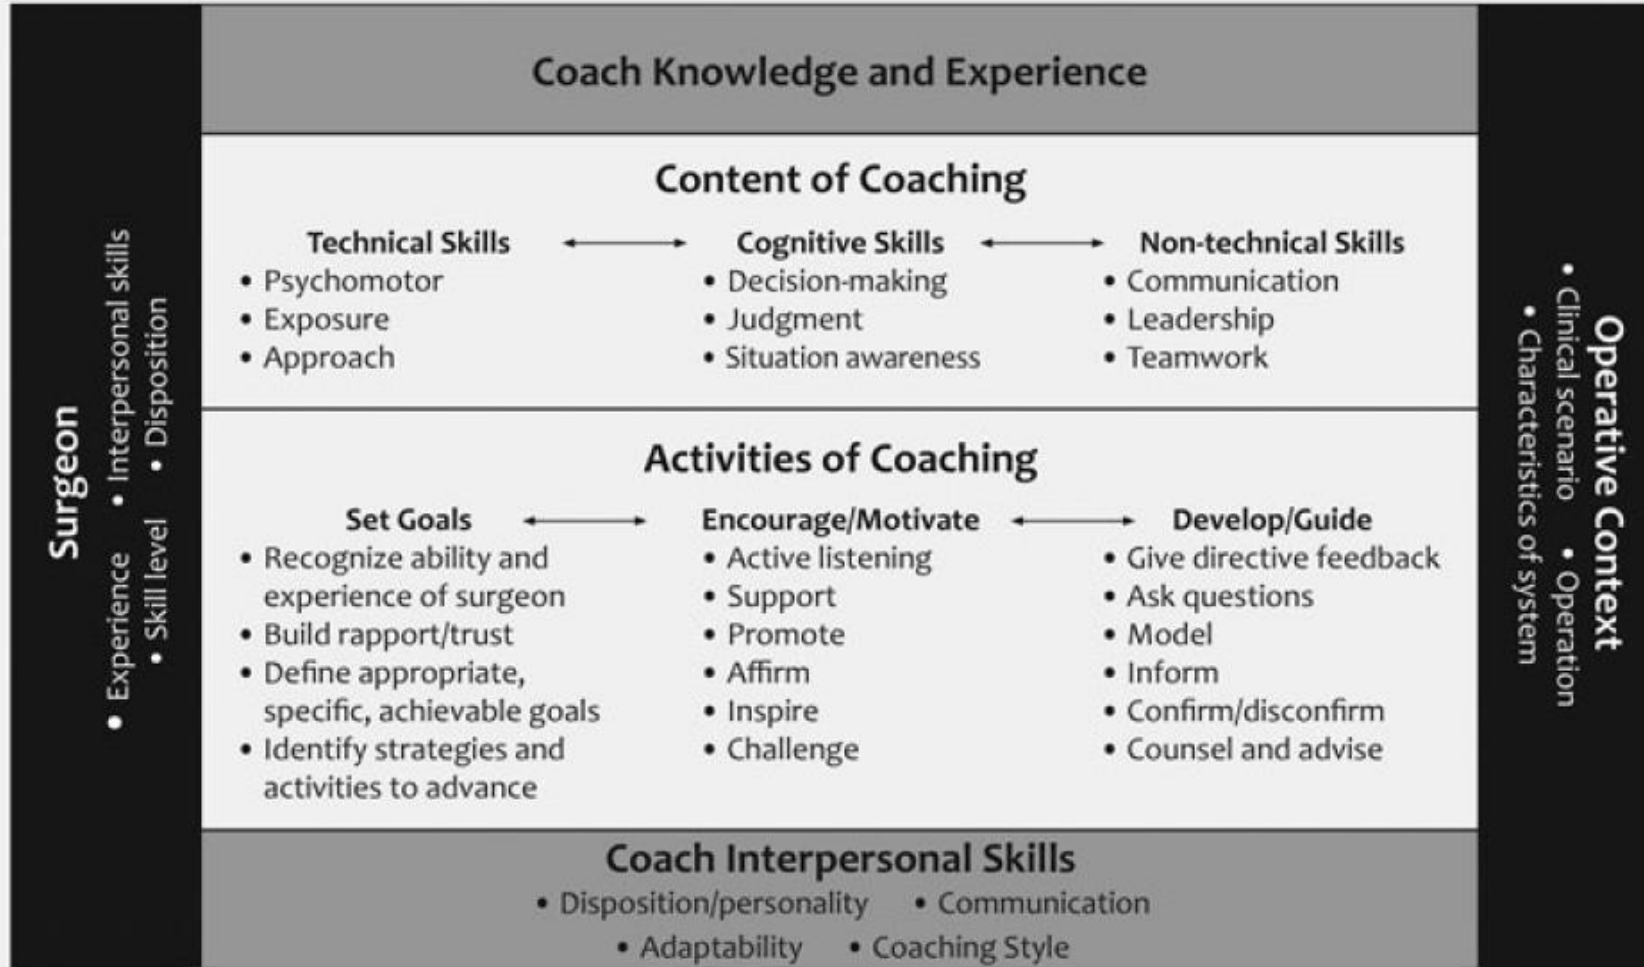 Coach Knowledge and Experience
Content of Coaching
Technical Skills
• Psychomotor
• Exposure
• Approach
Cognitive Skills
• Decision-making
• Judgment
• Situation awareness
Non-technical Skills
• Communication
• Leadership
• Teamwork
Activities of Coaching
Set Goals
• Recognize ability and
experience of surgeon
• Build rapport/trust
• Define appropriate,
specific, achievable goals
• Identify strategies and
activities to advance
Encourage/Motivate
• Active listening
• Support
• Promote
• Affirm
• Inspire
• Challenge
Develop/Guide
• Give directive feedback
• Ask questions
• Model
• Inform
• Confirm/disconfirm
• Counsel and advise
Coach Interpersonal Skills
• Disposition/personality • Communication
• Adaptability • Coaching Style
Surgeon
• Experience • Interpersonal skills
• Skill level • Disposition
Operative Context
• Clinical scenario • Operation
• Characteristics of system